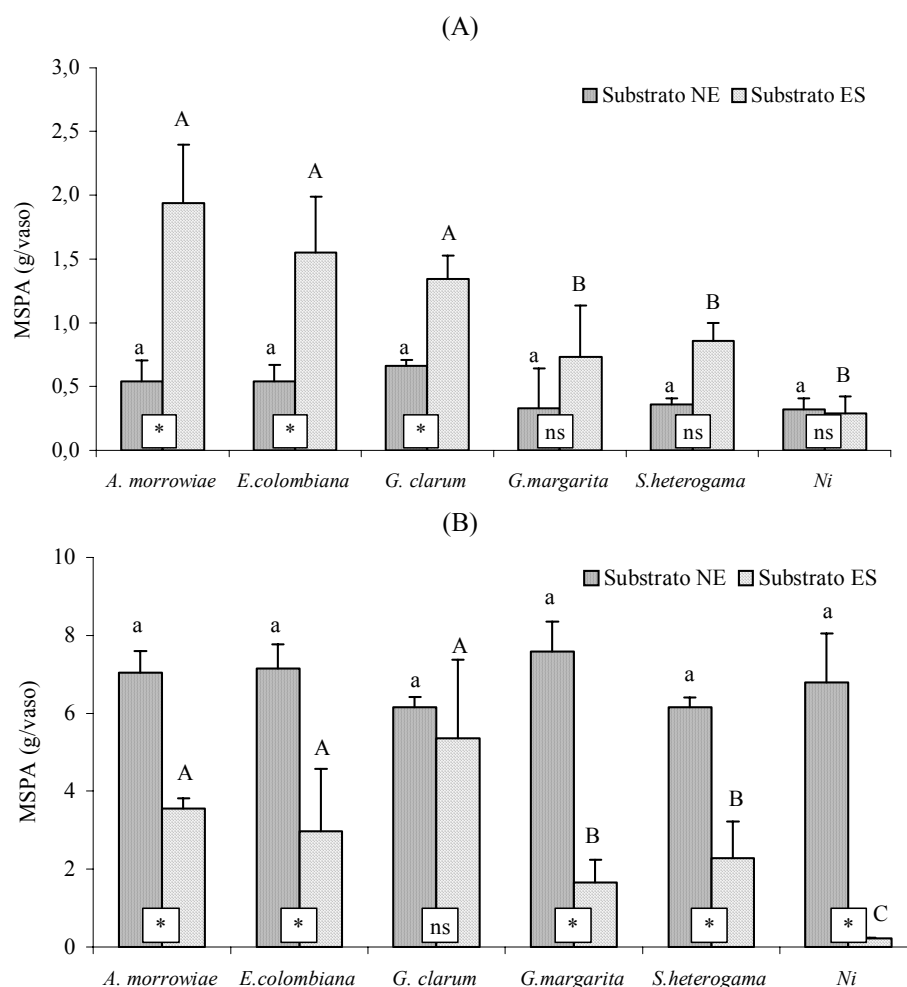 (A)
3,0
2,5
2,0
1,5
1,0
0,5
0,0
MSPA (g/vaso)
Substrato NE Substrato ES
a A a A a A a B a B a B
* * * ns ns ns
A. morrowiae E.colombiana G. clarum G.margarita S.heterogama Ni
(B)
10
8
6
4
2
0
MSPA (g/vaso)
Substrato NE Substrato ES
a A a A a A a B a B a C
* * ns * * *
A. morrowiae E.colombiana G. clarum G.margarita S.heterogama Ni